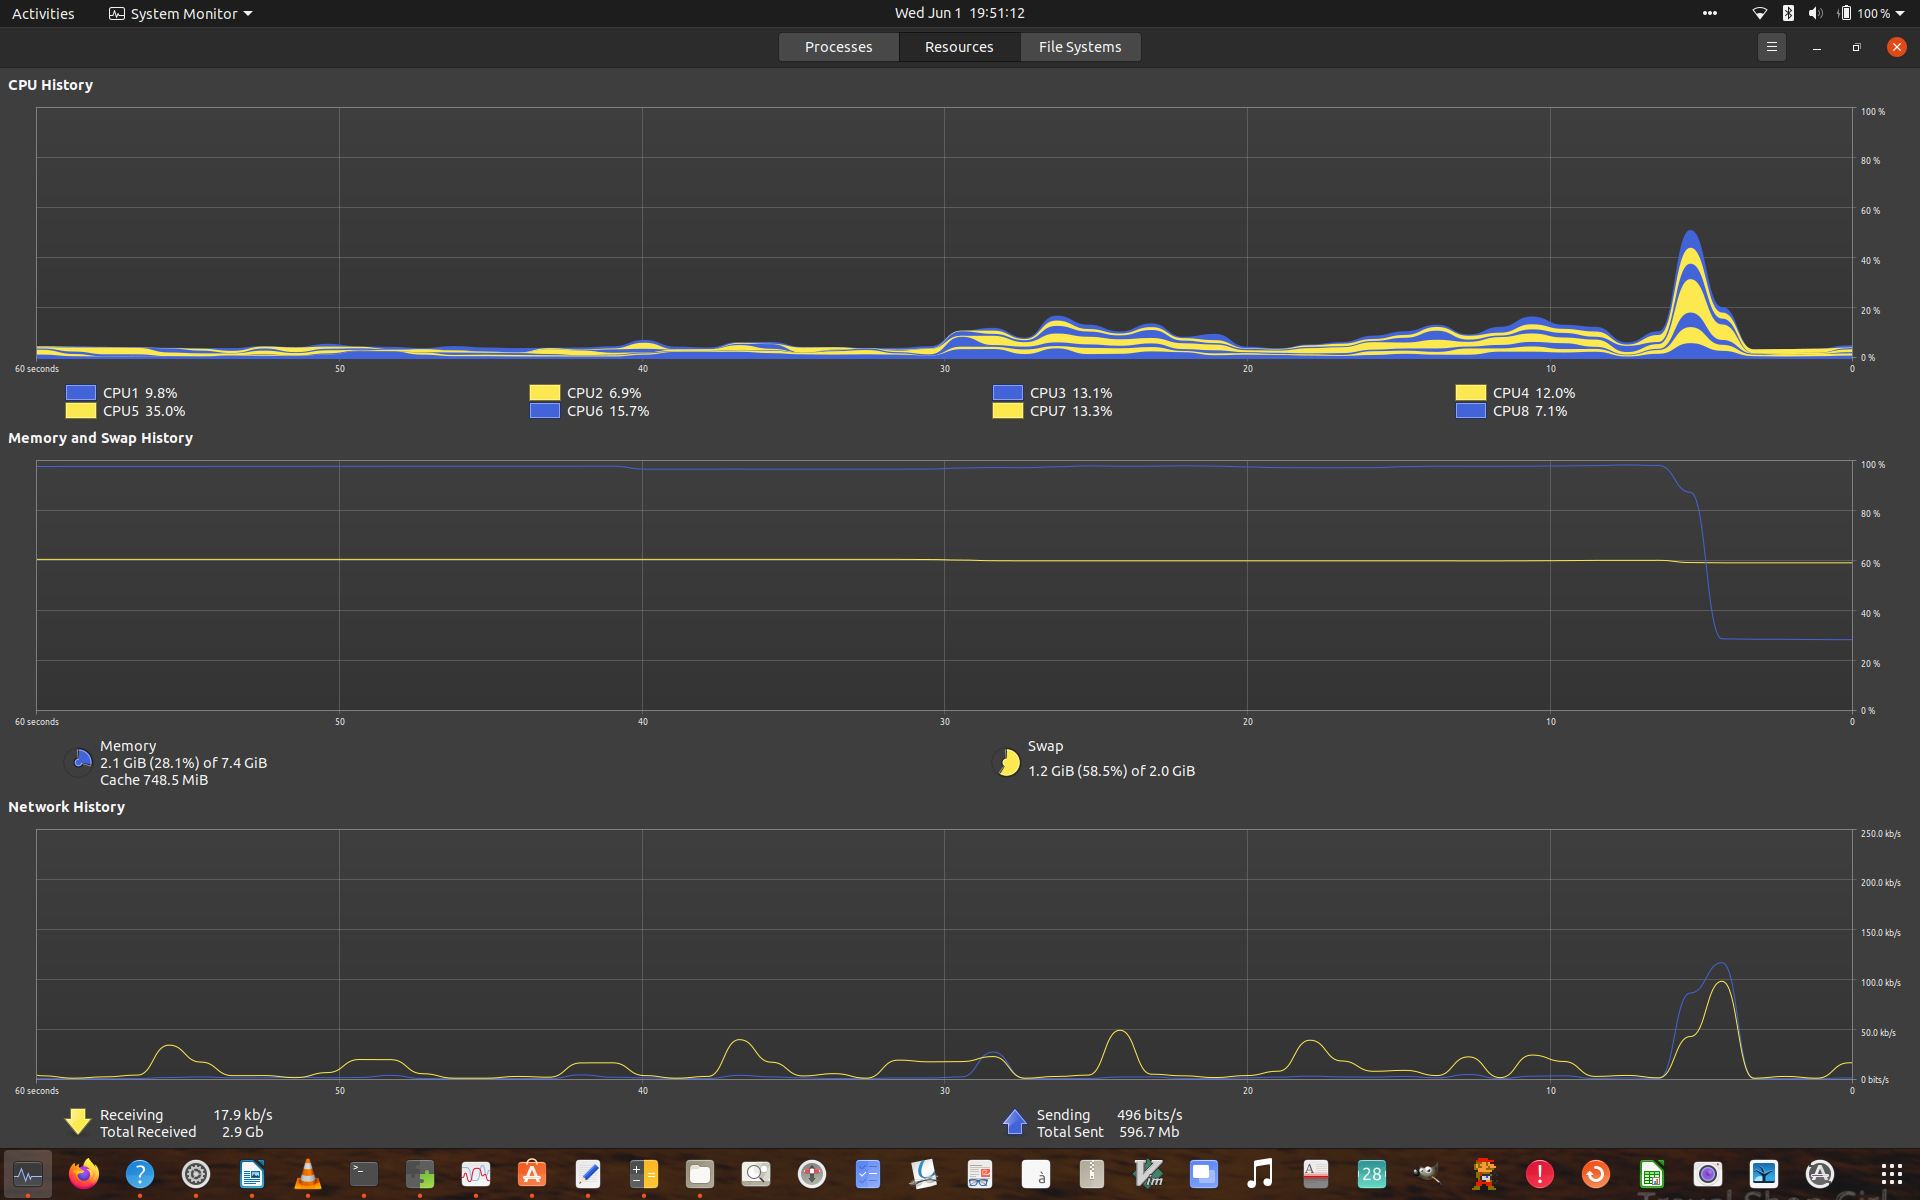 Activities System Monitor Wed Jun 1 19:51:12 100 %
Processes Resources File Systems
CPU History
100 %
80 %
60 %
40 %
20 %
0 %
60 seconds 50 40 30 20 10 0
CPU1 9.8% CPU2 6.9% CPU3 13.1% CPU4 12.0%
CPU5 35.0% CPU6 15.7% CPU7 13.3% CPU8 7.1%
Memory and Swap History
100 %
80 %
60 %
40 %
20 %
0 %
60 seconds 50 40 30 20 10 0
Memory Swap
2.1 GiB (28.1%) of 7.4 GiB 1.2 GiB (58.5%) of 2.0 GiB
Cache 748.5 MiB
Network History
250.0 kb/s
200.0 kb/s
150.0 kb/s
100.0 kb/s
50.0 kb/s
0 bits/s
60 seconds 50 40 30 20 10 0
Receiving 17.9 kb/s Sending 496 bits/s
Total Received 2.9 Gb Total Sent 596.7 Mb
? >_ à Vim A 28 !